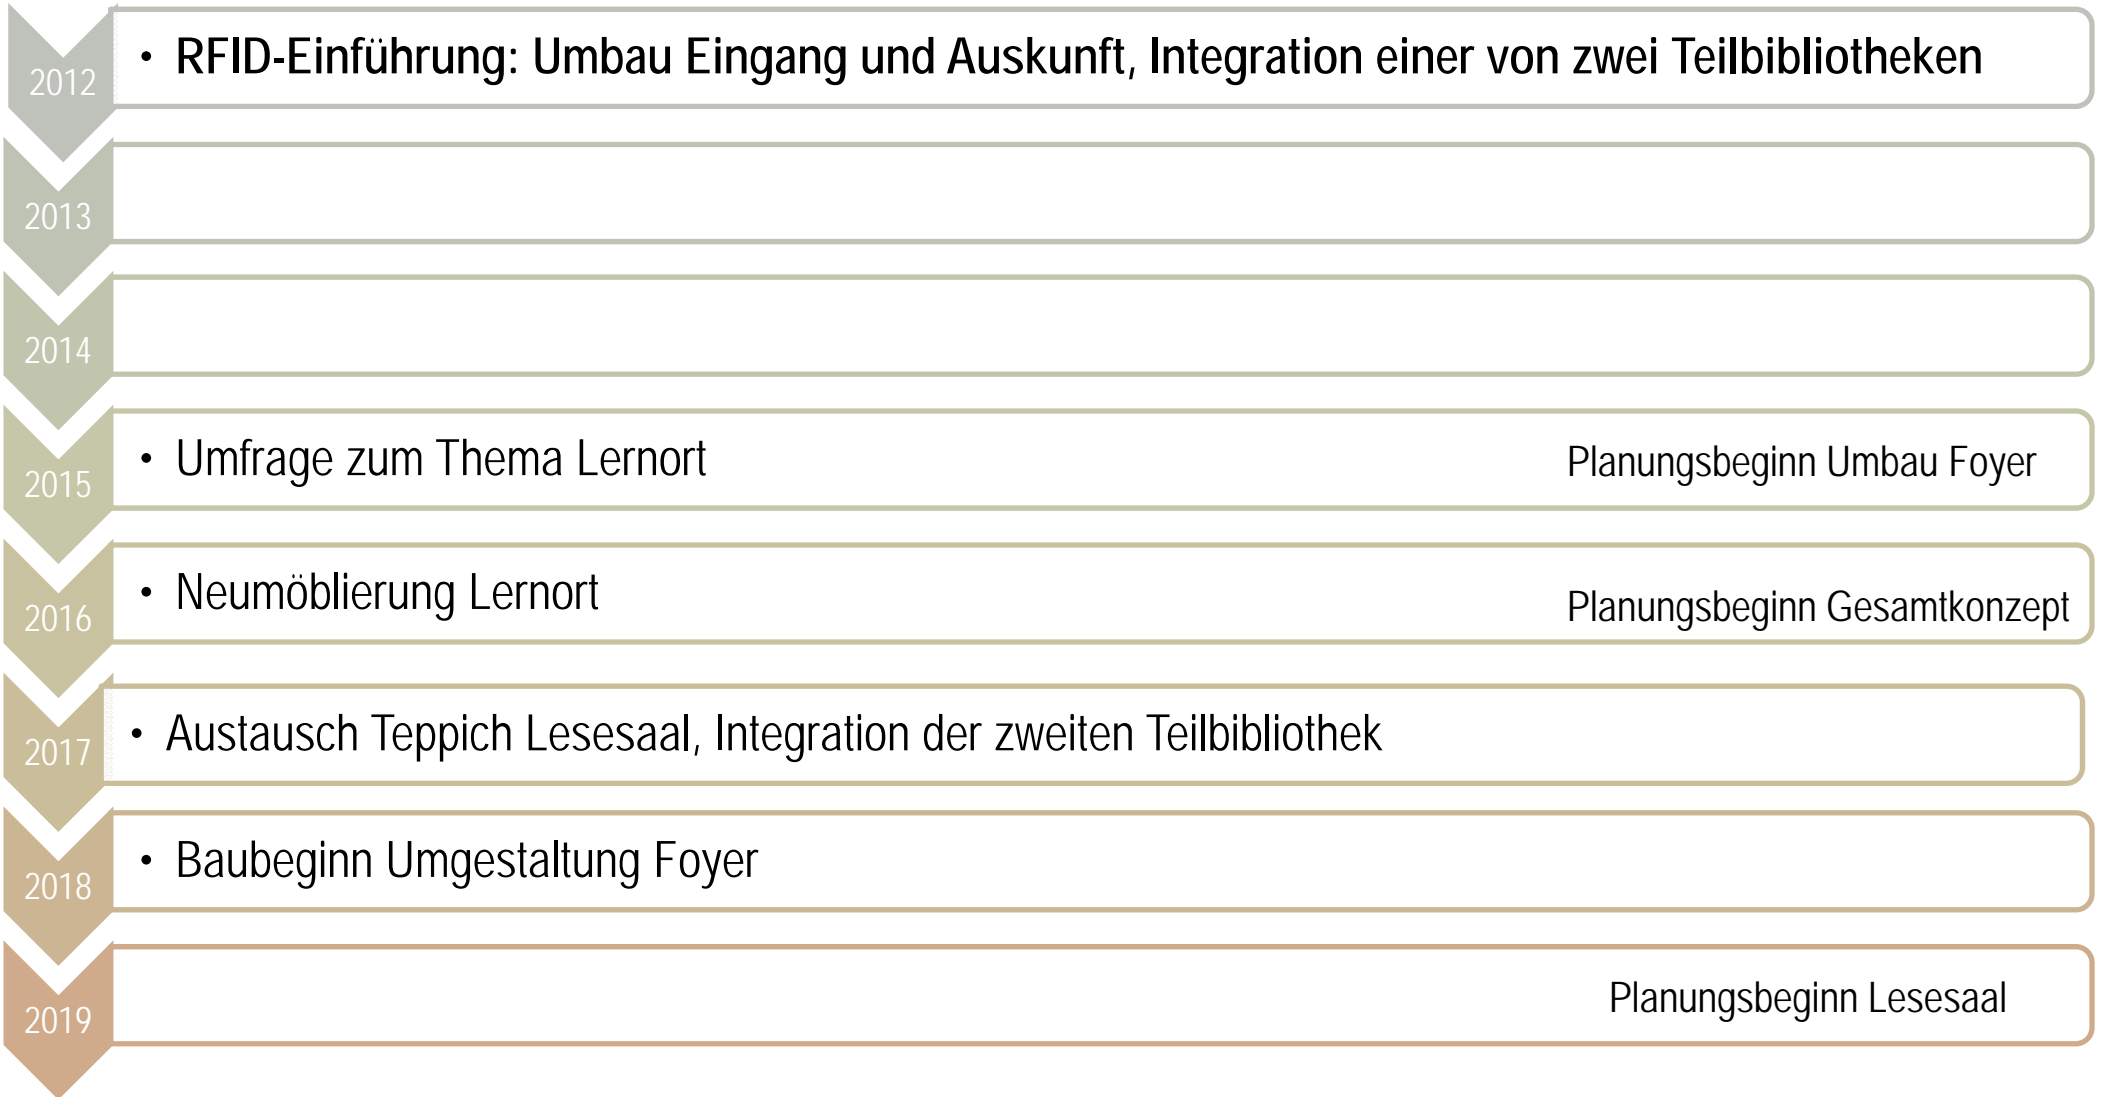 2012
• RFID-Einführung: Umbau Eingang und Auskunft, Integration einer von zwei Teilbibliotheken
2013
2014
2015
• Umfrage zum Thema Lernort
Planungsbeginn Umbau Foyer
2016
• Neumöblierung Lernort
Planungsbeginn Gesamtkonzept
2017
• Austausch Teppich Lesesaal, Integration der zweiten Teilbibliothek
2018
• Baubeginn Umgestaltung Foyer
2019
Planungsbeginn Lesesaal